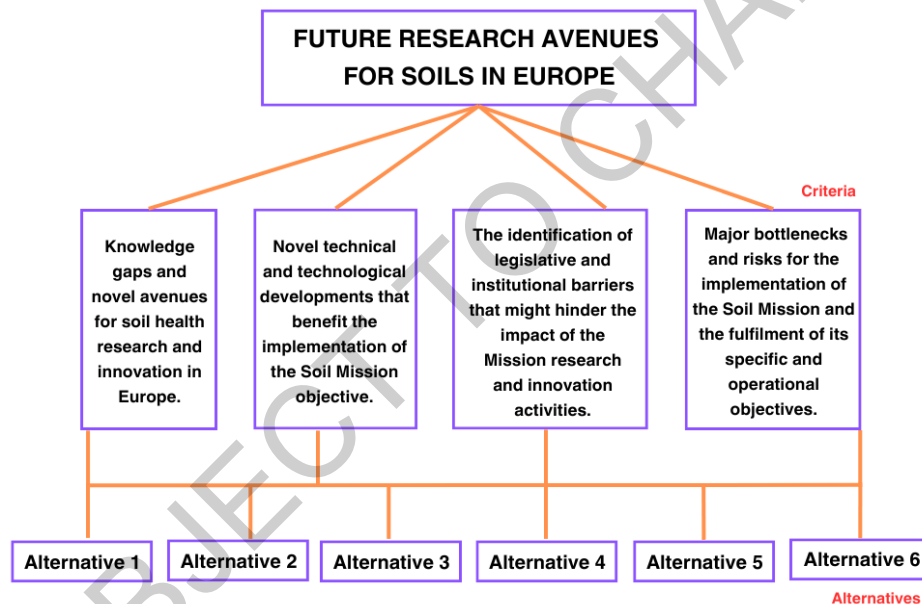 FUTURE RESEARCH AVENUES
FOR SOILS IN EUROPE
Criteria
Knowledge
gaps and
novel avenues
for soil health
research and
innovation in
Europe.
Novel technical
and technological
developments that
benefit the
implementation of
the Soil Mission
objective.
The identification of
legislative and
institutional barriers
that might hinder the
impact of the
Mission research
and innovation
activities.
Major bottlenecks
and risks for the
implementation of
the Soil Mission and
the fulfilment of its
specific and
operational
objectives.
Alternative 1
Alternative 2
Alternative 3
Alternative 4
Alternative 5
Alternative 6
Alternatives
BJECT TO CHA